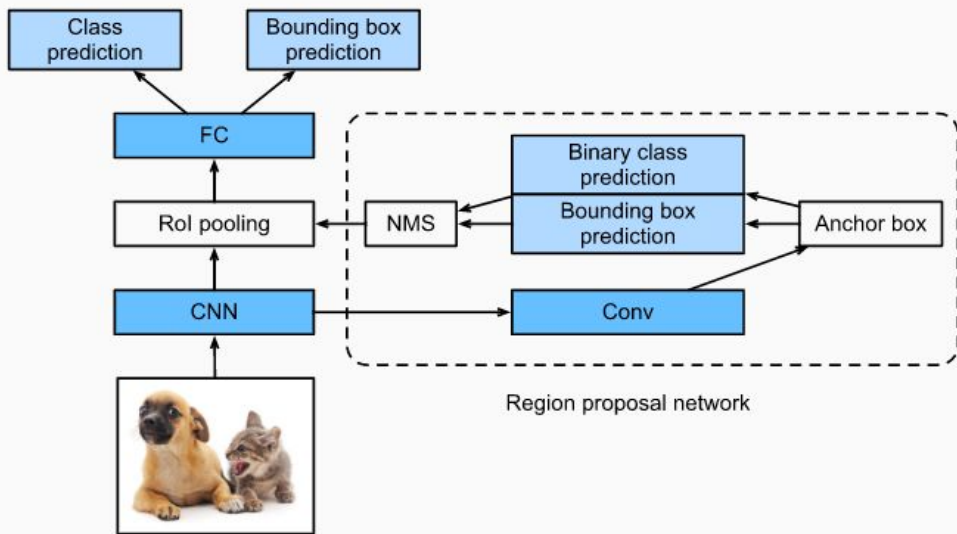 Class
prediction
Bounding box
prediction
FC
Binary class
prediction
RoI pooling
NMS
Bounding box
prediction
Anchor box
CNN
Conv
Region proposal network